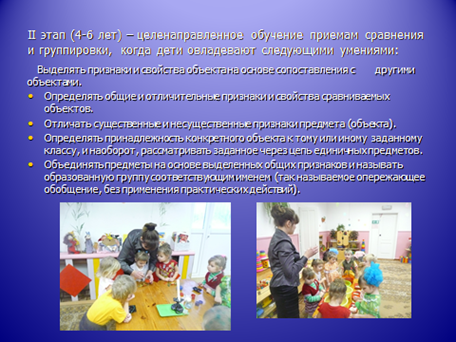 II этап (4-6 лет) – целенаправленное обучение приемам сравнения
и группировки, когда дети овладевают следующими умениями:
Выделять признаки и свойства объекта на основе сопоставления с другими
объектами.
• Определять общие и отличительные признаки и свойства сравниваемых
объектов.
• Отличать существенные и несущественные признаки предмета (объекта).
• Определять принадлежность конкретного объекта к тому или иному заданному
классу, и наоборот, рассматривать заданное через цепь единичных предметов.
• Объединять предметы на основе выделенных общих признаков и называть
образованную группу соответствующим именем (так называемое опережающее
обобщение, без применения практических действий).